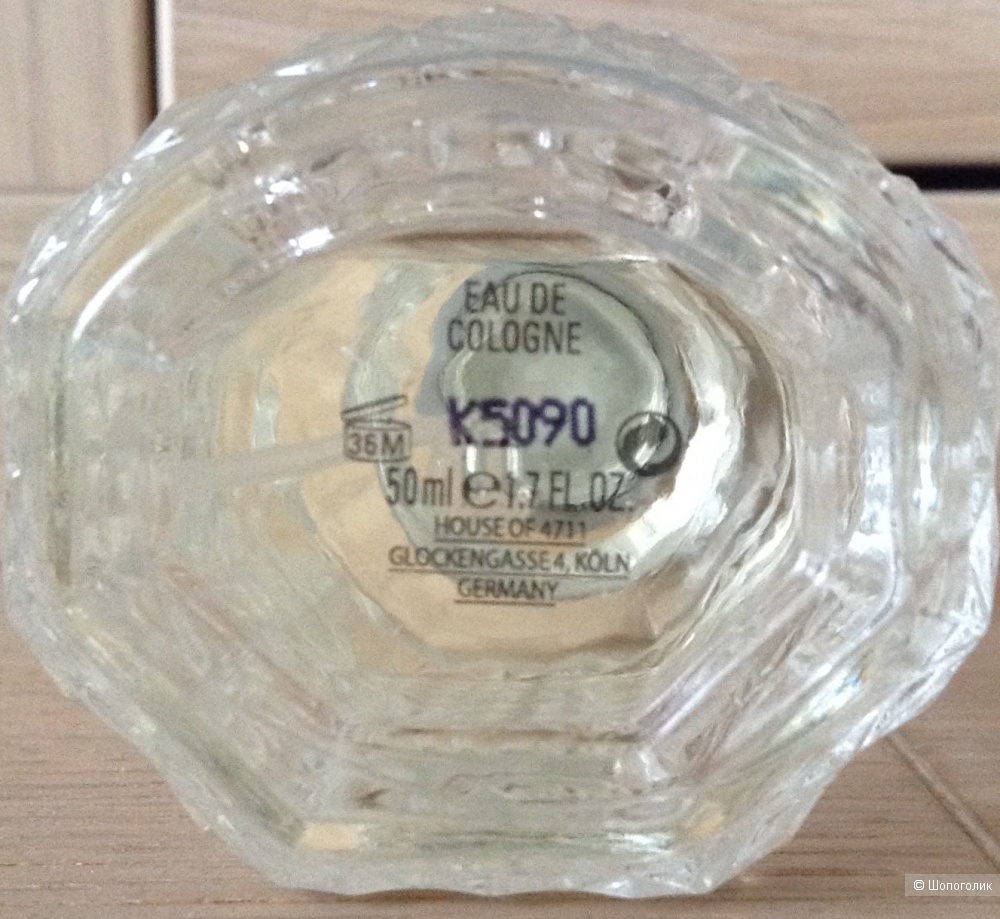 EAU DE
COLOGNE
K5090
36M
50ml e 1.7 FL.OZ.
HOUSE OF 4711
GLOCKENGASSE 4, KÖLN
GERMANY
© Шопоголик